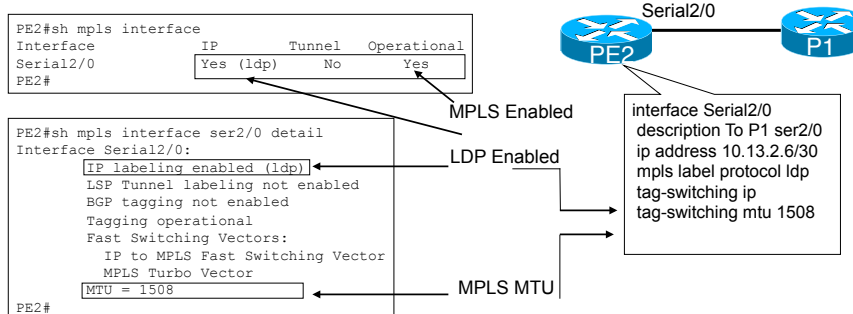 PE2#sh mpls interface
Interface IP Tunnel Operational
Serial2/0 Yes (ldp) No Yes
PE2#
Serial2/0
PE2
P1
MPLS Enabled
PE2#sh mpls interface ser2/0 detail
Interface Serial2/0:
IP labeling enabled (ldp)
LSP Tunnel labeling not enabled
BGP tagging not enabled
Tagging operational
Fast Switching Vectors:
IP to MPLS Fast Switching Vector
MPLS Turbo Vector
MTU = 1508
PE2#
LDP Enabled
MPLS MTU
interface Serial2/0
description To P1 ser2/0
ip address 10.13.2.6/30
mpls label protocol ldp
tag-switching ip
tag-switching mtu 1508